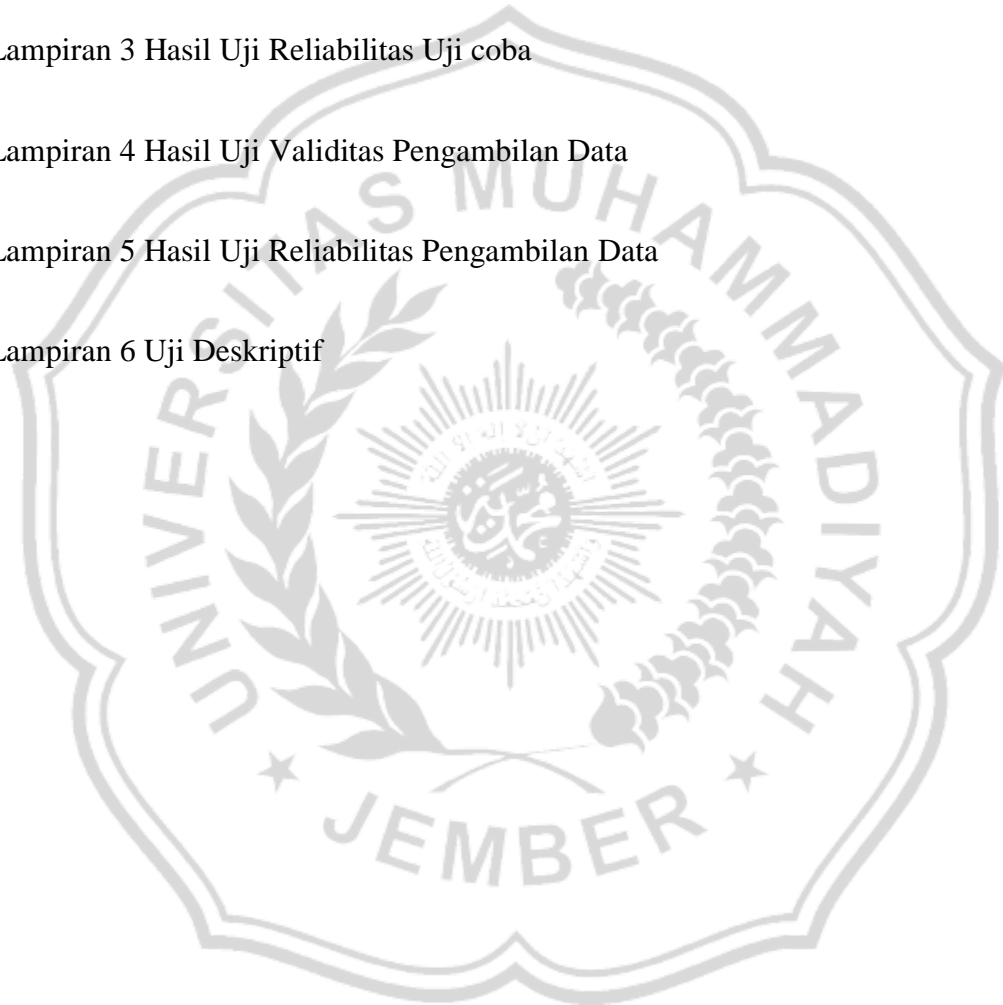 Lampiran 3 Hasil Uji Reliabilitas Uji coba
Lampiran 4 Hasil Uji Validitas Pengambilan Data
Lampiran 5 Hasil Uji Reliabilitas Pengambilan Data
Lampiran 6 Uji Deskriptif
UNIVERSITAS MUHAMMADIYAH
JEMBER